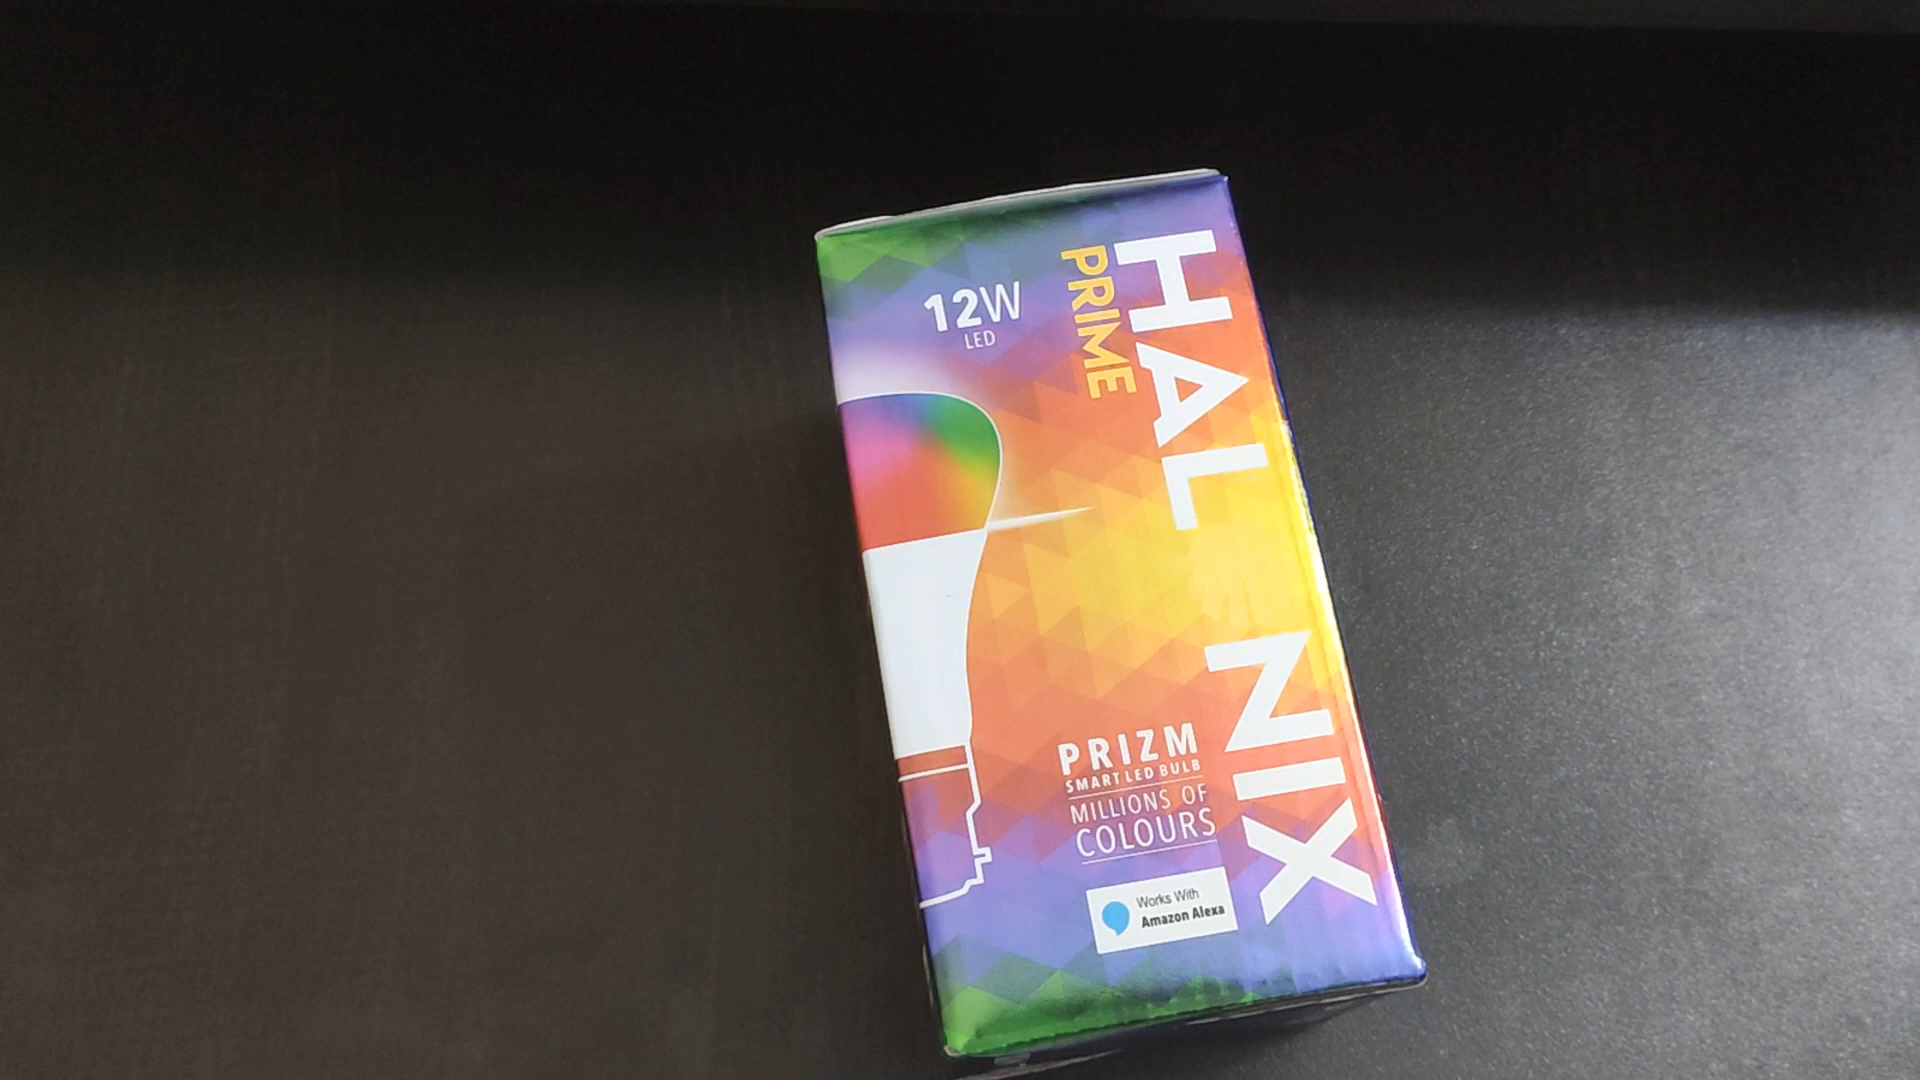 HAL NIX
PRIME
12W
LED
PRIZM
SMART LED BULB
MILLIONS OF
COLOURS
Works With
Amazon Alexa